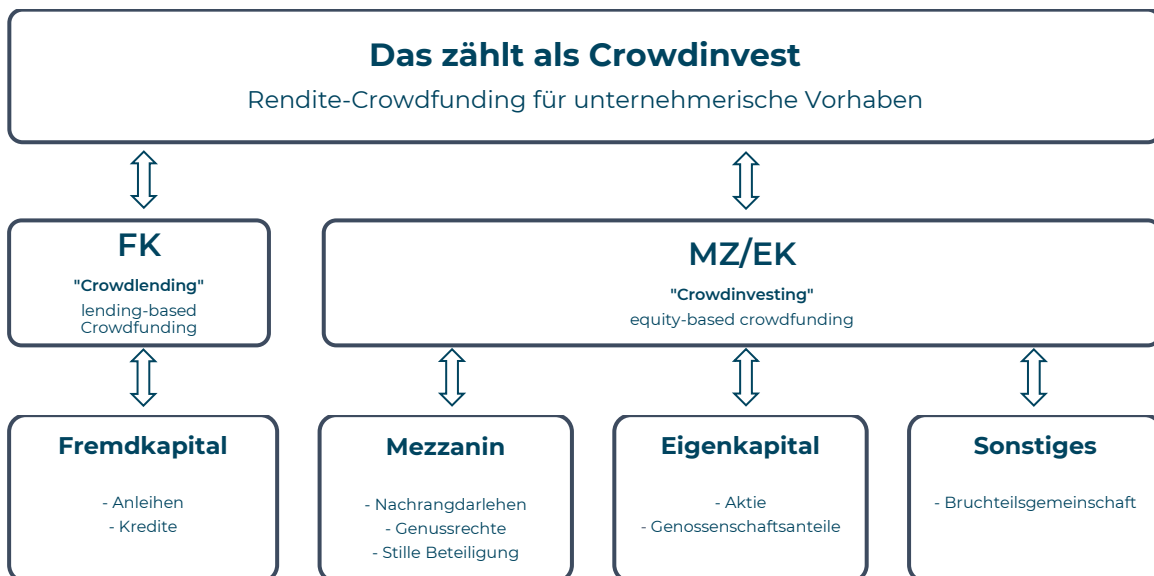 Das zählt als Crowdinvest
Rendite-Crowdfunding für unternehmerische Vorhaben
FK
"Crowdlending"
lending-based
Crowdfunding
MZ/EK
"Crowdinvesting"
equity-based crowdfunding
Fremdkapital
- Anleihen
- Kredite
Mezzanin
- Nachrangdarlehen
- Genussrechte
- Stille Beteiligung
Eigenkapital
- Aktie
- Genossenschaftsanteile
Sonstiges
- Bruchteilsgemeinschaft